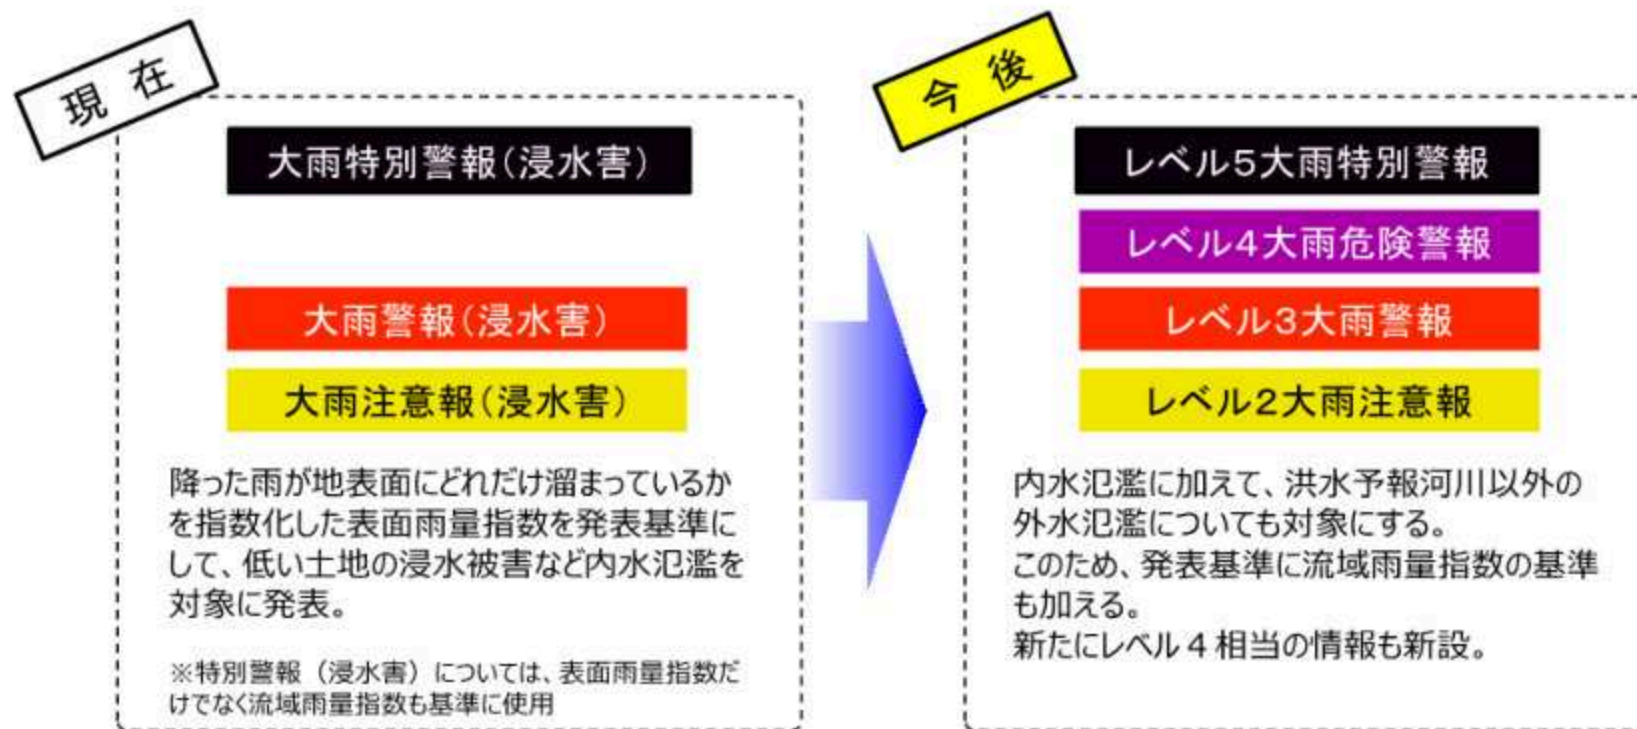 現在
大雨特別警報(浸水害)
大雨警報(浸水害)
大雨注意報(浸水害)
降った雨が地表面にどれだけ溜まっているか
を指数化した表面雨量指数を発表基準に
して、低い土地の浸水被害など内水氾濫を
対象に発表。
※特別警報（浸水害）については、表面雨量指数だ
けでなく流域雨量指数も基準に使用
今後
レベル5大雨特別警報
レベル4大雨危険警報
レベル3大雨警報
レベル2大雨注意報
内水氾濫に加えて、洪水予報河川以外の
外水氾濫についても対象にする。
このため、発表基準に流域雨量指数の基準
も加える。
新たにレベル４相当の情報も新設。